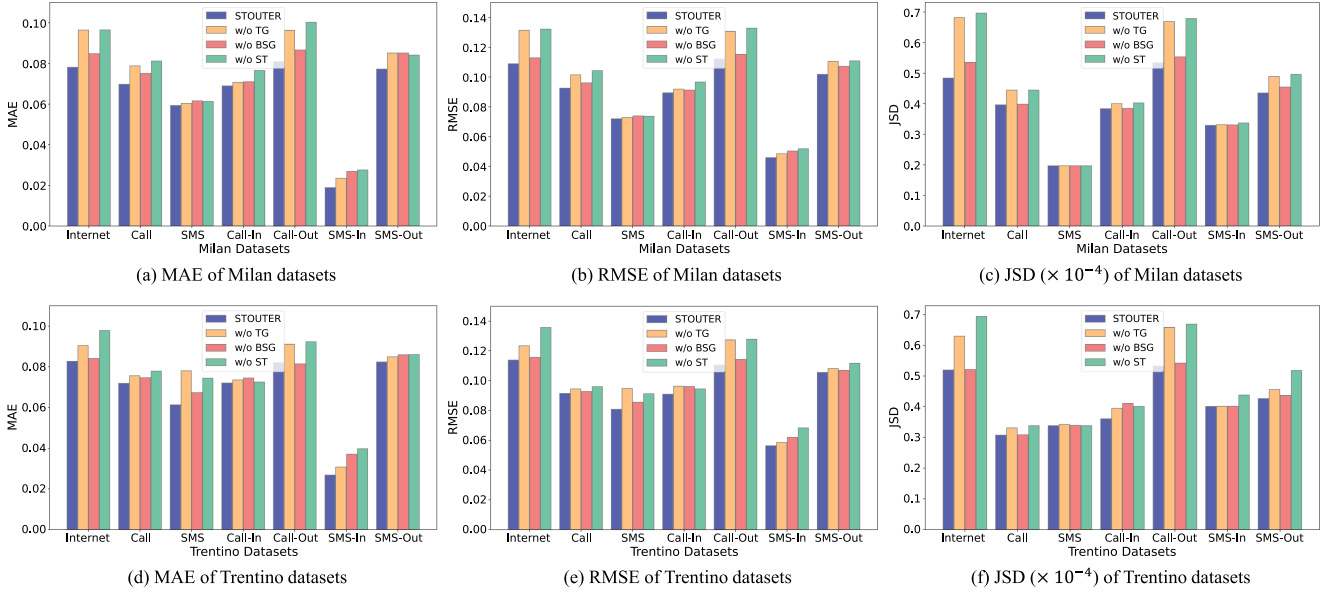 STOUTER
w/o TG
w/o BSG
w/o ST
MAE
0.10
0.08
0.06
0.04
0.02
0.00
Internet Call SMS Call-In Call-Out SMS-In SMS-Out
Milan Datasets
(a) MAE of Milan datasets
STOUTER
w/o TG
w/o BSG
w/o ST
RMSE
0.14
0.12
0.10
0.08
0.06
0.04
0.02
0.00
Internet Call SMS Call-In Call-Out SMS-In SMS-Out
Milan Datasets
(b) RMSE of Milan datasets
STOUTER
w/o TG
w/o BSG
w/o ST
JSD
0.7
0.6
0.5
0.4
0.3
0.2
0.1
0.0
Internet Call SMS Call-In Call-Out SMS-In SMS-Out
Milan Datasets
(c) JSD (× 10⁻⁴) of Milan datasets
STOUTER
w/o TG
w/o BSG
w/o ST
MAE
0.10
0.08
0.06
0.04
0.02
0.00
Internet Call SMS Call-In Call-Out SMS-In SMS-Out
Trentino Datasets
(d) MAE of Trentino datasets
STOUTER
w/o TG
w/o BSG
w/o ST
RMSE
0.14
0.12
0.10
0.08
0.06
0.04
0.02
0.00
Internet Call SMS Call-In Call-Out SMS-In SMS-Out
Trentino Datasets
(e) RMSE of Trentino datasets
STOUTER
w/o TG
w/o BSG
w/o ST
JSD
0.7
0.6
0.5
0.4
0.3
0.2
0.1
0.0
Internet Call SMS Call-In Call-Out SMS-In SMS-Out
Trentino Datasets
(f) JSD (× 10⁻⁴) of Trentino datasets